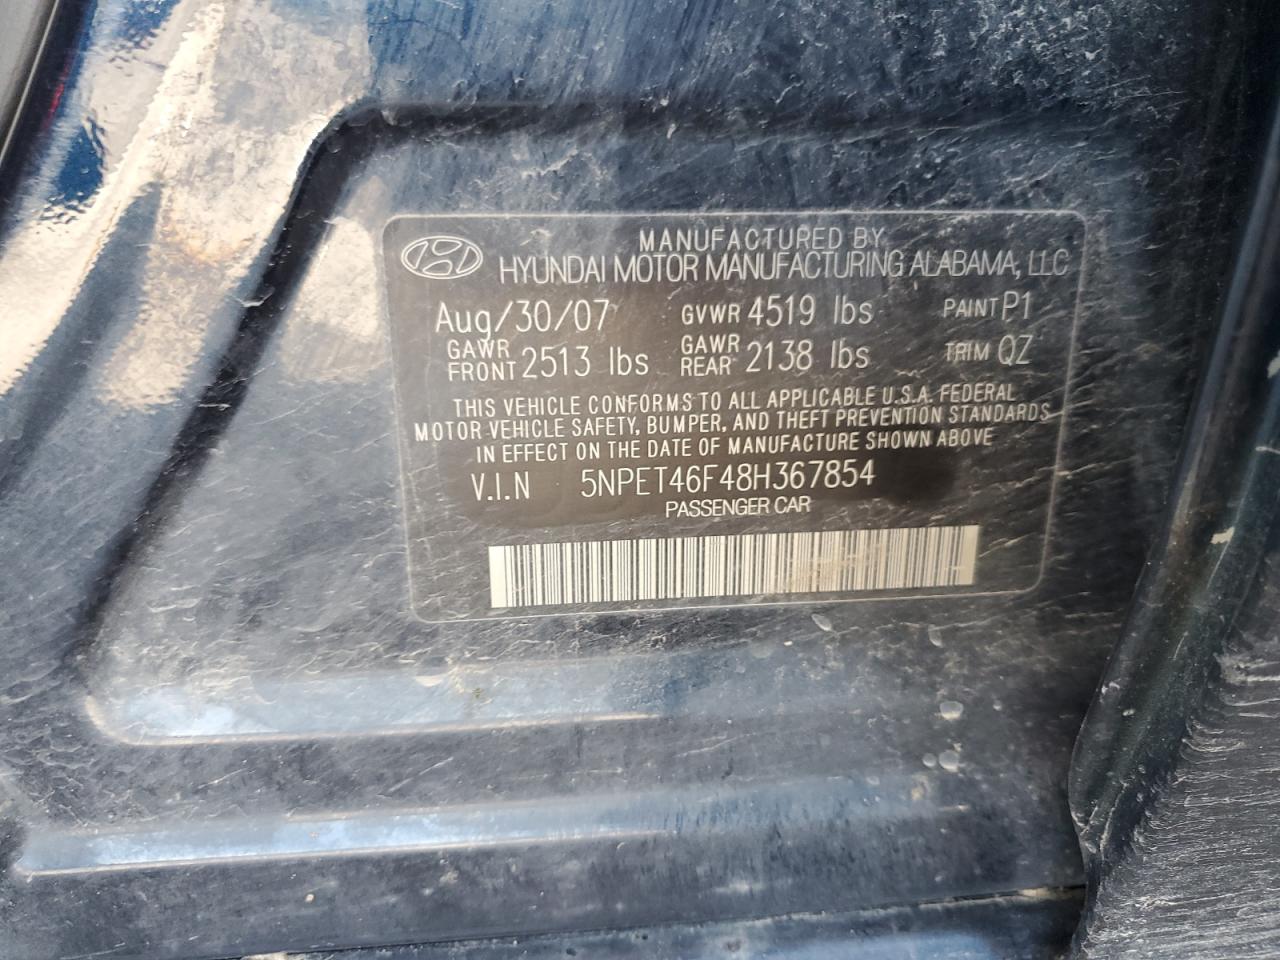 MANUFACTURED BY
HYUNDAI MOTOR MANUFACTURING ALABAMA, LLC
Aug/30/07 GVWR 4519 lbs PAINT P1
GAWR FRONT 2513 lbs GAWR REAR 2138 lbs TRIM QZ
THIS VEHICLE CONFORMS TO ALL APPLICABLE U.S.A. FEDERAL
MOTOR VEHICLE SAFETY, BUMPER, AND THEFT PREVENTION STANDARDS
IN EFFECT ON THE DATE OF MANUFACTURE SHOWN ABOVE
V.I.N 5NPET46F48H367854
PASSENGER CAR